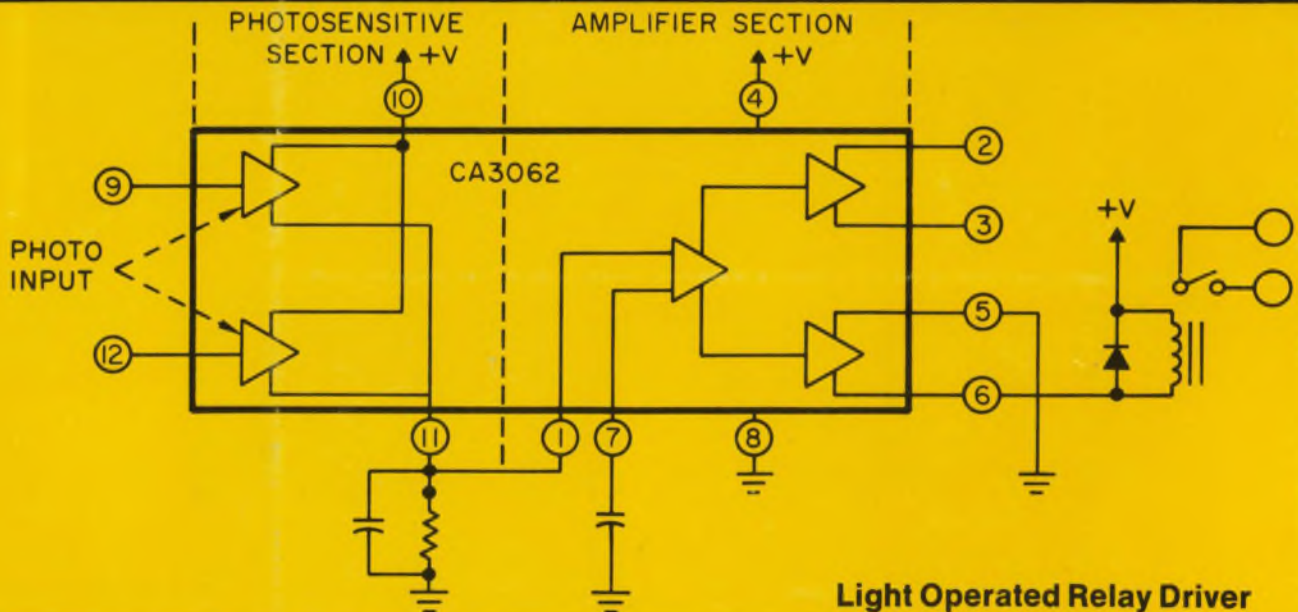 PHOTOSENSITIVE
SECTION
+V
AMPLIFIER SECTION
+V
10
4
CA3062
2
9
3
+V
PHOTO
INPUT
5
12
6
11
1
7
8
Light Operated Relay Driver